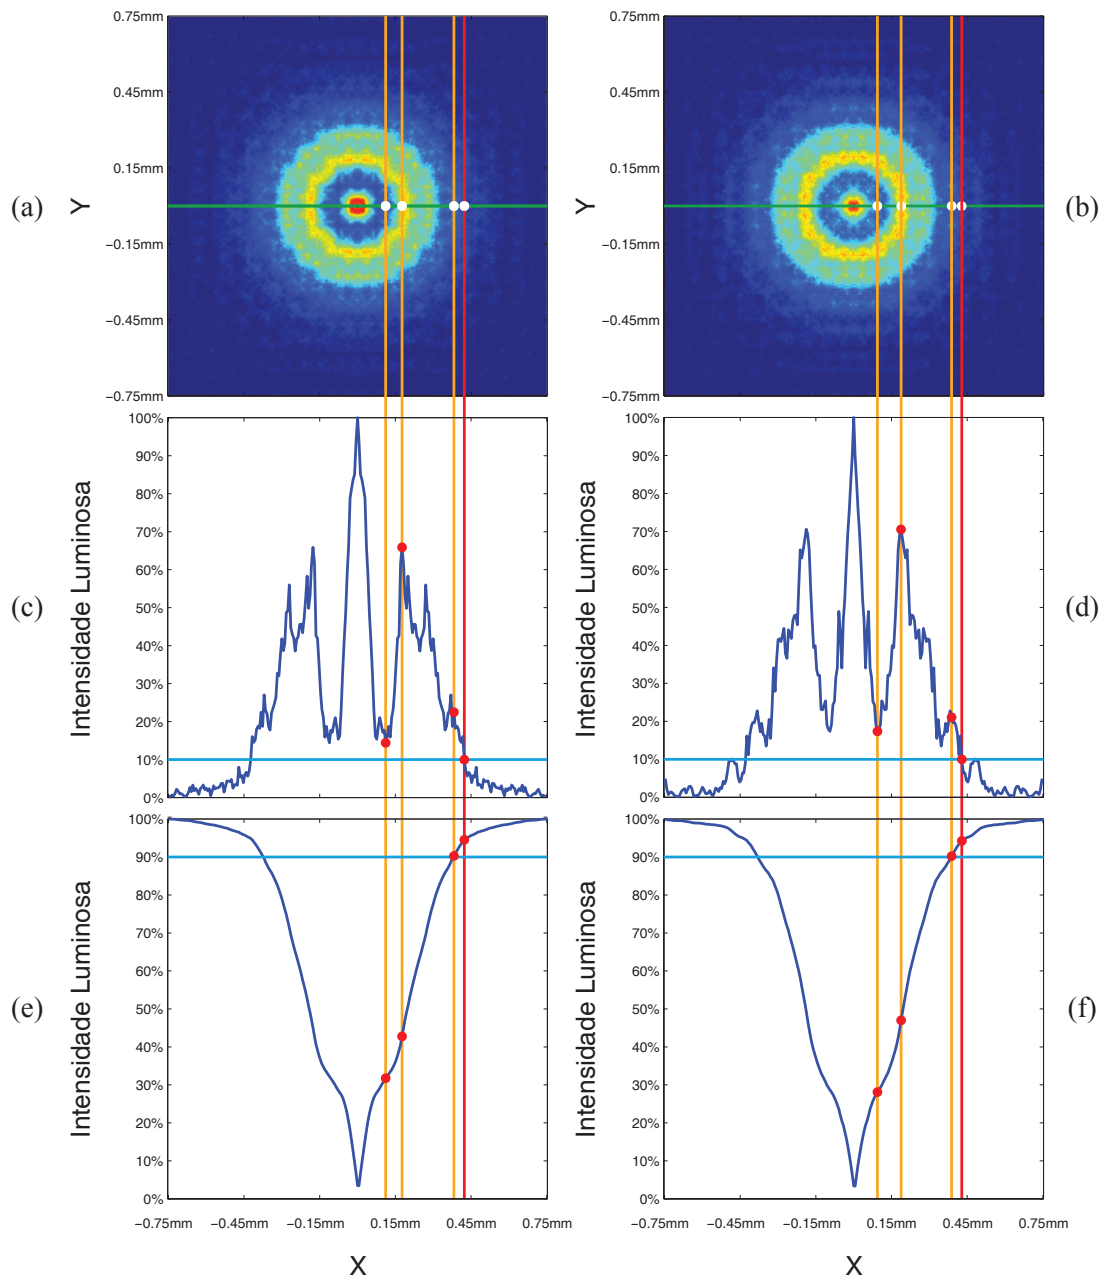 0.75mm
0.45mm
0.15mm
−0.15mm
−0.45mm
−0.75mm
Y
(a)
0.75mm
0.45mm
0.15mm
−0.15mm
−0.45mm
−0.75mm
Y
(b)
100%
90%
80%
70%
60%
50%
40%
30%
20%
10%
0%
Intensidade Luminosa
(c)
100%
90%
80%
70%
60%
50%
40%
30%
20%
10%
0%
Intensidade Luminosa
(d)
100%
90%
80%
70%
60%
50%
40%
30%
20%
10%
0%
Intensidade Luminosa
(e)
−0.75mm −0.45mm −0.15mm 0.15mm 0.45mm 0.75mm
X
100%
90%
80%
70%
60%
50%
40%
30%
20%
10%
0%
Intensidade Luminosa
(f)
−0.75mm −0.45mm −0.15mm 0.15mm 0.45mm 0.75mm
X